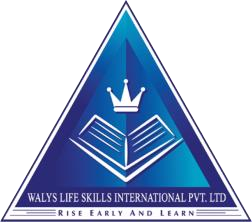 WALYS LIFE SKILLS INTERNATIONAL PVT. LTD
RISE EARLY AND LEARN